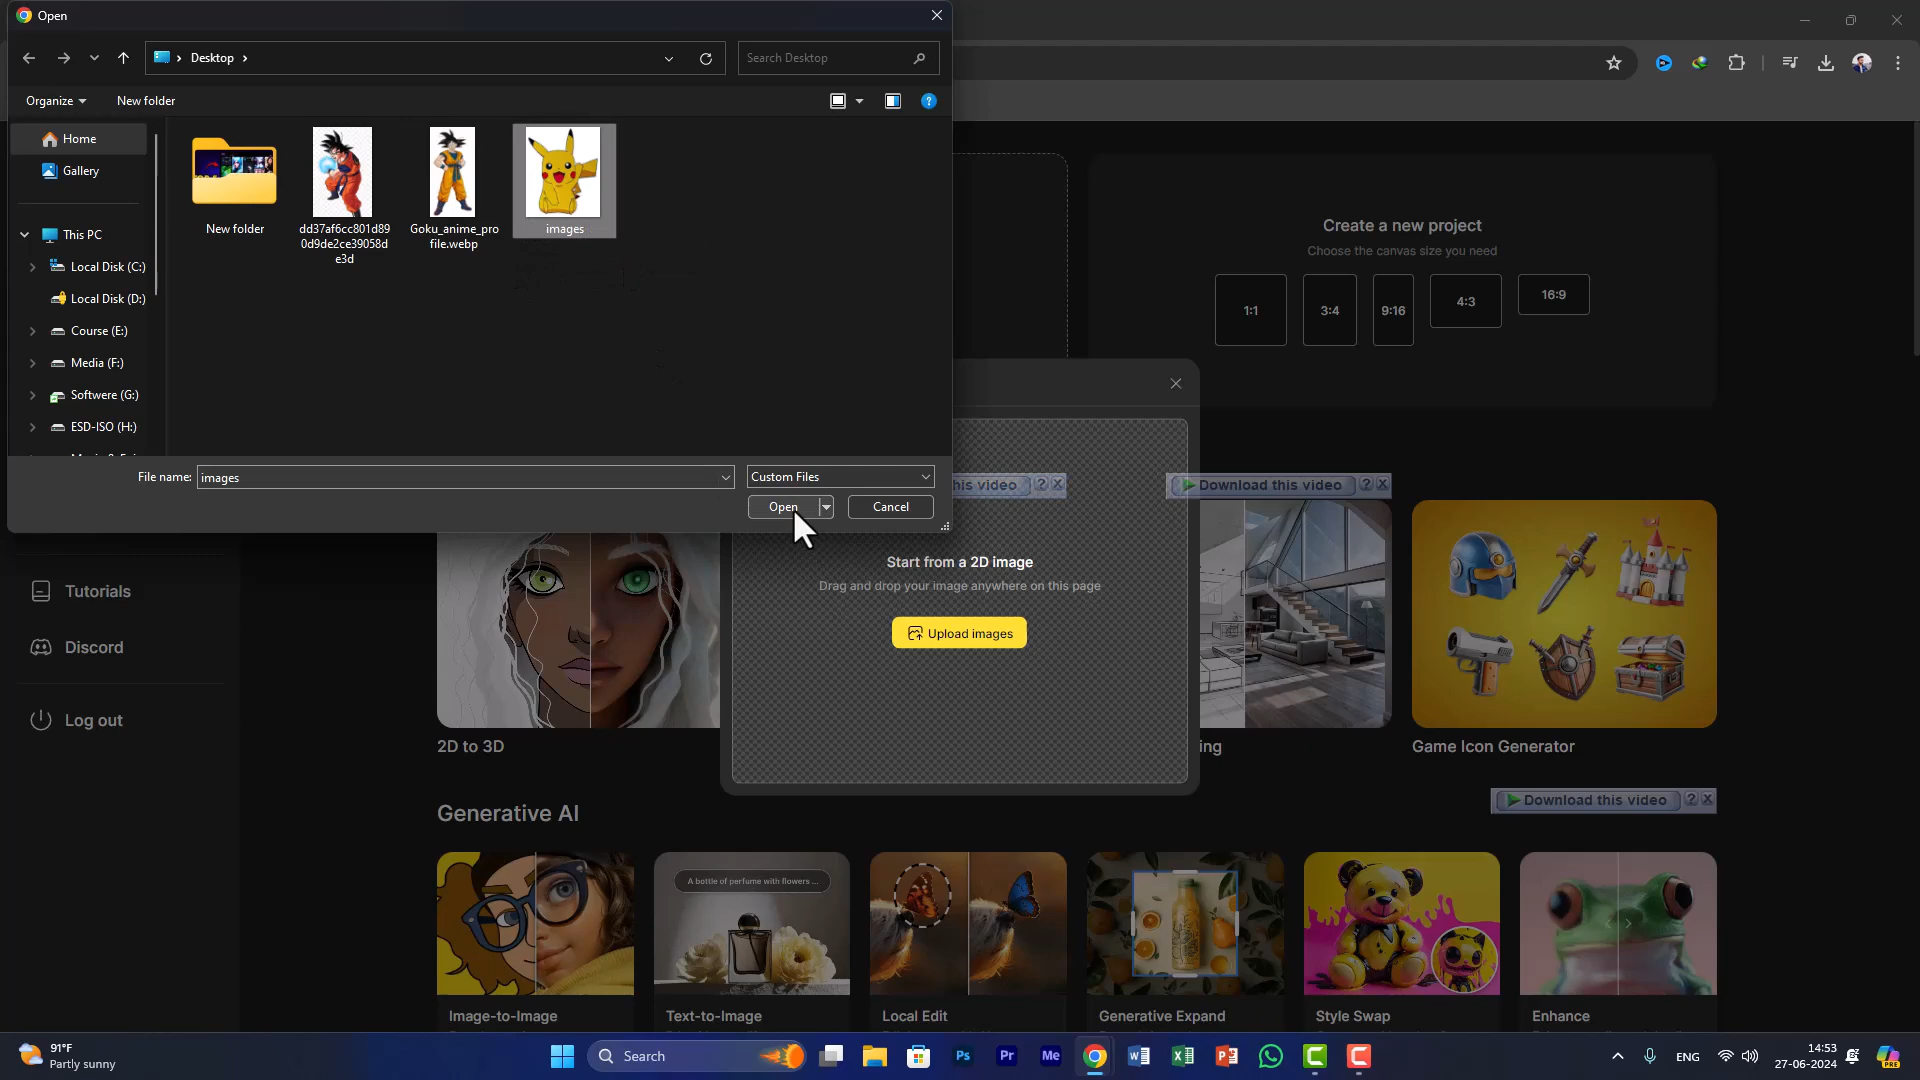 Open
Desktop
Search Desktop
Organize
New folder
Home
Gallery
This PC
Local Disk (C:)
Local Disk (D:)
Course (E:)
Media (F:)
Softwere (G:)
ESD-ISO (H:)
New folder
dd37af6cc801d89
0d9de2ce39058d
e3d
Goku_anime_pro
file.webp
images
File name:
images
Custom Files
Open
Cancel
Create a new project
Choose the canvas size you need
1:1
3:4
9:16
4:3
16:9
his video
Download this video
Start from a 2D image
Drag and drop your image anywhere on this page
Upload images
Tutorials
Discord
Log out
2D to 3D
ing
Game Icon Generator
Download this video
Generative AI
A bottle of perfume with flowers ...
Image-to-Image
Text-to-Image
Local Edit
Generative Expand
Style Swap
Enhance
91°F
Partly sunny
Search
Ps
Pr
Me
ENG
14:53
27-06-2024
PRE